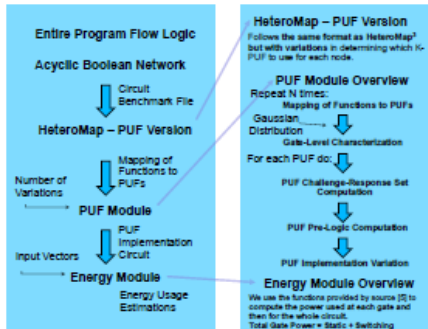 Entire Program Flow Logic
Acyclic Boolean Network
Circuit
Benchmark File
HeteroMap – PUF Version
Mapping of
Functions to
PUFs
Number of
Variations
PUF Module
PUF
Implementation
Circuit
Input Vectors
Energy Module
Energy Usage
Estimations
HeteroMap – PUF Version
Follows the same format as HeteroMap³
but with variations in determining which K-
PUF to use for each node.
PUF Module Overview
Repeat N times:
Mapping of Functions to PUFs
Gaussian
Distribution
Gate-Level Characterization
For each PUF do:
PUF Challenge-Response Set
Computation
PUF Pre-Logic Computation
PUF Implementation Variation
Energy Module Overview
We use the functions provided by source [5] to
compute the power used at each gate and
then for the whole circuit.
Total Gate Power = Static + Switching